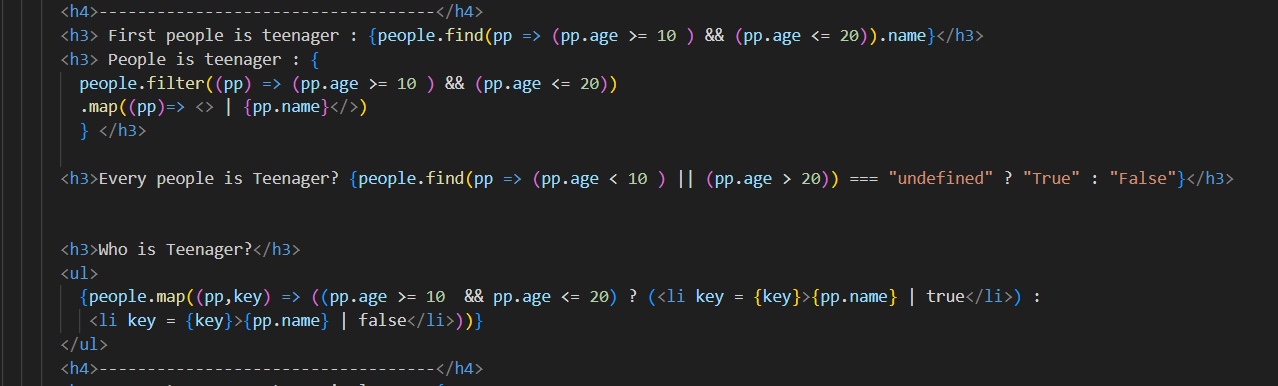 <h4>-----------------------------------</h4>
<h3> First people is teenager : {people.find(pp => (pp.age >= 10 ) && (pp.age <= 20)).name}</h3>
<h3> People is teenager : {
people.filter((pp) => (pp.age >= 10 ) && (pp.age <= 20))
.map((pp)=> <> | {pp.name}</>)
} </h3>
<h3>Every people is Teenager? {people.find(pp => (pp.age < 10 ) || (pp.age > 20)) === "undefined" ? "True" : "False"}</h3>
<h3>Who is Teenager?</h3>
<ul>
{people.map((pp,key) => ((pp.age >= 10  && pp.age <= 20) ? (<li key = {key}>{pp.name} | true</li>) :
<li key = {key}>{pp.name} | false</li>))}
</ul>
<h4>-----------------------------------</h4>